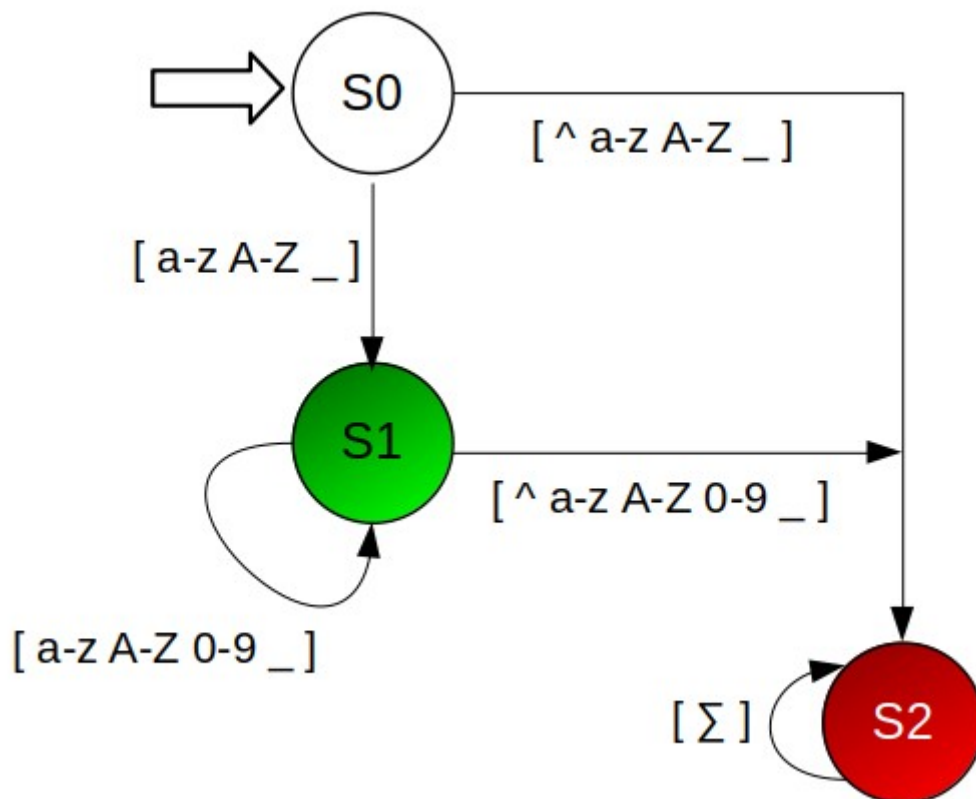 S0
[ ^ a-z A-Z _ ]
[ a-z A-Z _ ]
S1
[ ^ a-z A-Z 0-9 _ ]
[ a-z A-Z 0-9 _ ]
[ ∑ ]
S2